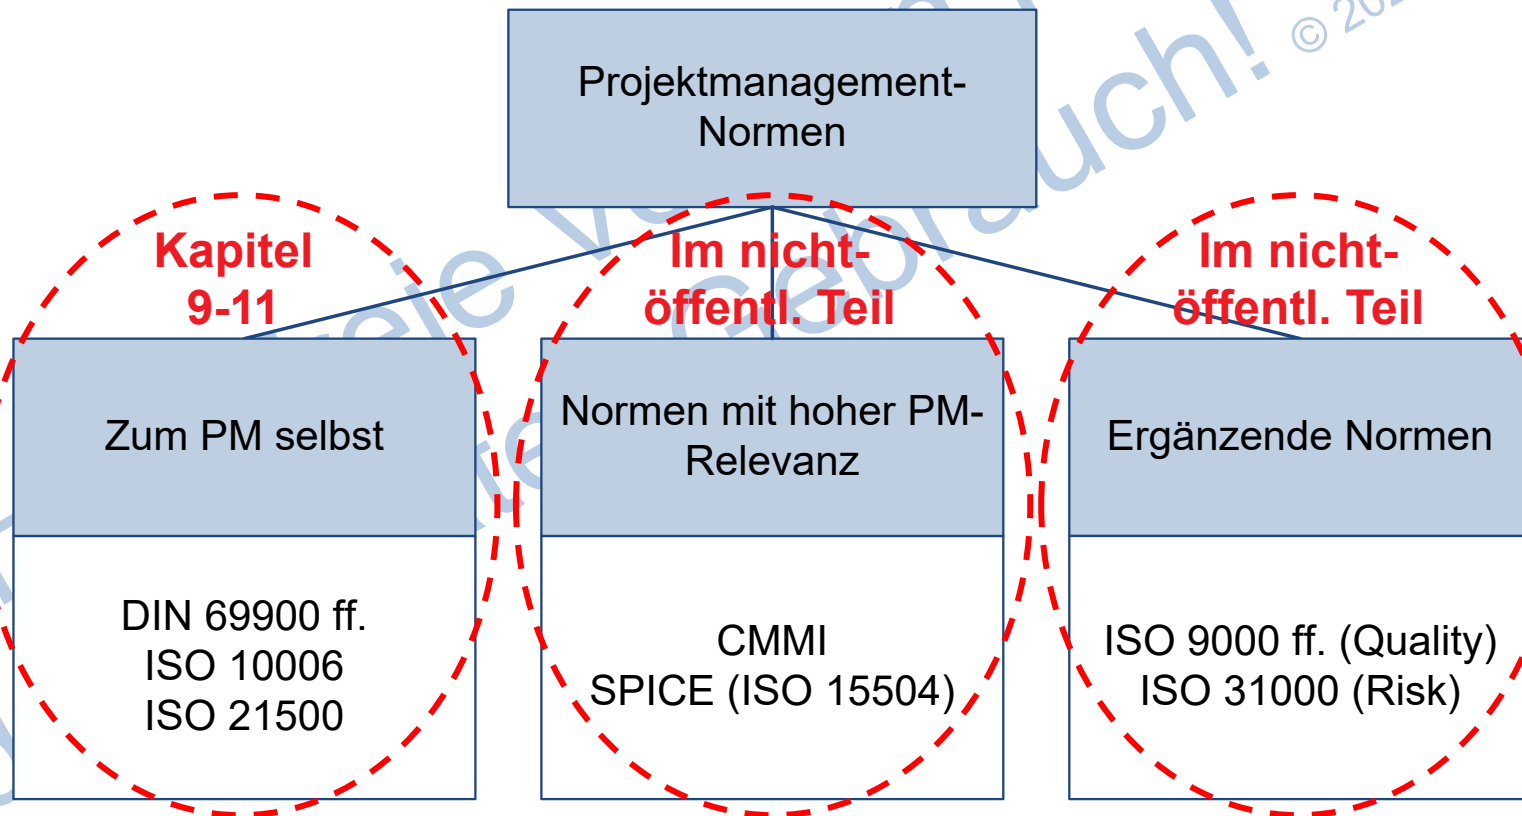 Projektmanagement-
Normen
Kapitel
9-11
Im nicht-
öffentl. Teil
Im nicht-
öffentl. Teil
Zum PM selbst
Normen mit hoher PM-
Relevanz
Ergänzende Normen
DIN 69900 ff.
ISO 10006
ISO 21500
CMMI
SPICE (ISO 15504)
ISO 9000 ff. (Quality)
ISO 31000 (Risk)
Gebrauch!